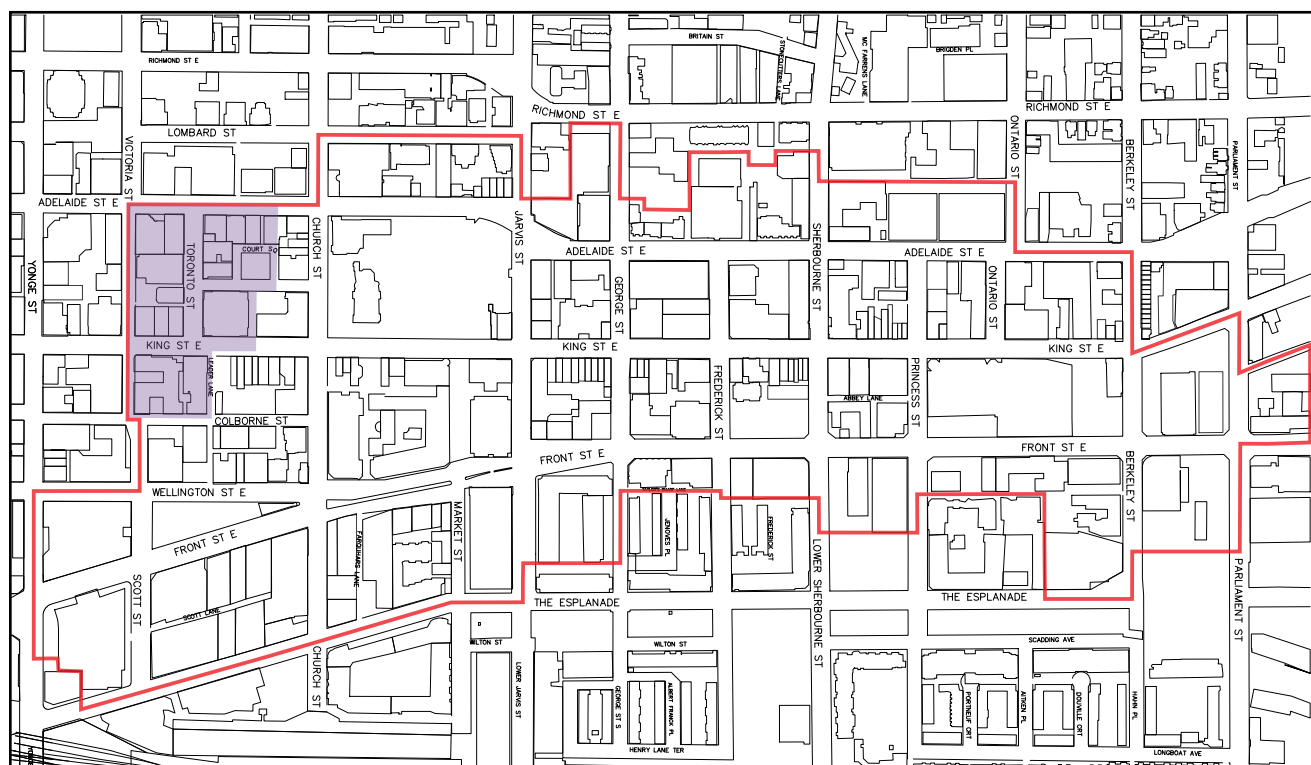 BRITAIN ST
STONECUTTERS LANE
MC FARRENS LANE
BRIGDEN PL
RICHMOND ST E
RICHMOND ST E
RICHMOND ST E
LOMBARD ST
VICTORIA ST
ONTARIO ST
BERKELEY ST
PARLIAMENT ST
ADELAIDE ST E
YONGE ST
TORONTO ST
COURT SQ
CHURCH ST
JARVIS ST
ADELAIDE ST E
GEORGE ST
SHERBOURNE ST
ADELAIDE ST E
ONTARIO ST
KING ST E
KING ST E
KING ST E
LEADER LANE
COLBORNE ST
FREDERICK ST
ABBEY LANE
PRINCESS ST
FRONT ST E
FRONT ST E
BERKELEY ST
WELLINGTON ST E
FRONT ST E
MARKET ST
FARQUHARS LANE
JENOVES PL
FREDERICK ST
LOWER SHERBOURNE ST
SCOTT ST
SCOTT LANE
THE ESPLANADE
THE ESPLANADE
PARLIAMENT ST
CHURCH ST
WILTON ST
WILTON ST
SCADDING AVE
LOWER JARVIS ST
GEORGE ST S
ALBERT FRANCK PL
HENRY LANE TER
PORTNEUF CRT
AITKEN PL
DOUVILLE CRT
HAHN PL
LONGBOAT AVE